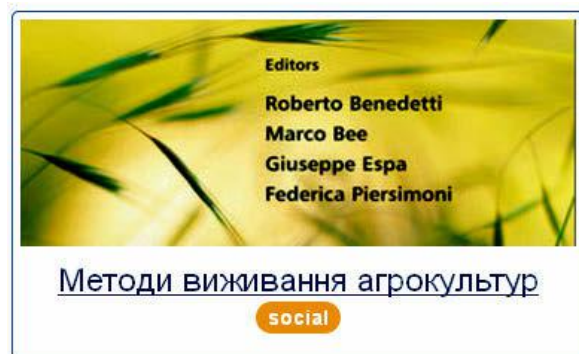 Editors
Roberto Benedetti
Marco Bee
Giuseppe Espa
Federica Piersimoni
Методи виживання агрокультур
social